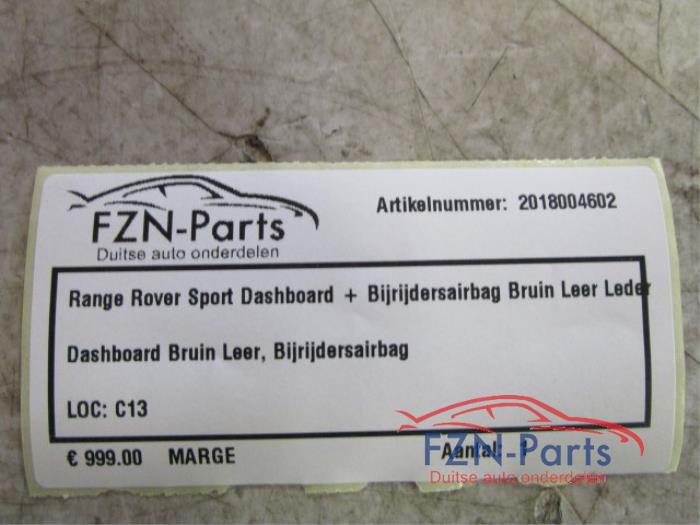 FZN-Parts
Duitse auto onderdelen
Artikelnummer: 2018004602
Range Rover Sport Dashboard + Bijrijdersairbag Bruin Leer Leder
Dashboard Bruin Leer, Bijrijdersairbag
LOC: C13
€ 999.00 MARGE
Aantal: 1
FZN-Parts
Duitse auto onderdelen